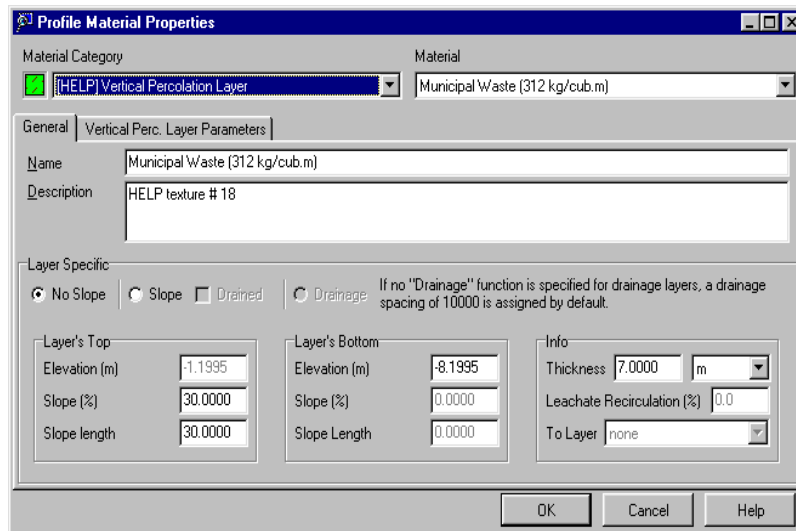 Profile Material Properties
Material Category
Material
[HELP] Vertical Percolation Layer
Municipal Waste (312 kg/cub.m)
General
Vertical Perc. Layer Parameters
Name
Municipal Waste (312 kg/cub.m)
Description
HELP texture # 18
Layer Specific
No Slope
Slope
Drained
Drainage
If no "Drainage" function is specified for drainage layers, a drainage
spacing of 10000 is assigned by default.
Layer's Top
Elevation (m) -1.1995
Slope (%) 30.0000
Slope length 30.0000
Layer's Bottom
Elevation (m) -8.1995
Slope (%) 0.0000
Slope Length 0.0000
Info
Thickness 7.0000 m
Leachate Recirculation (%) 0.0
To Layer none
OK
Cancel
Help